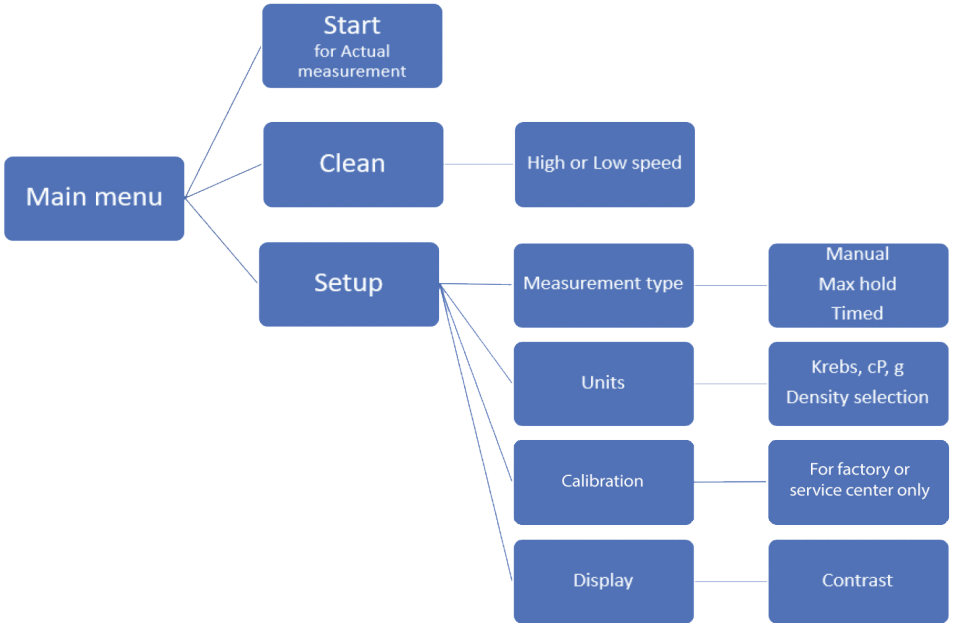 Start
for Actual
measurement
Main menu
Clean
High or Low speed
Setup
Measurement type
Manual
Max hold
Timed
Units
Krebs, cP, g
Density selection
Calibration
For factory or
service center only
Display
Contrast